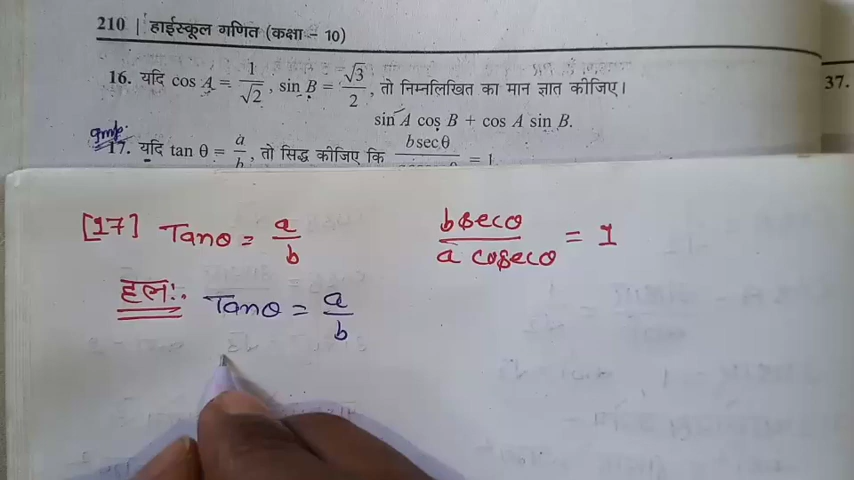 210 | हाईस्कूल गणित (कक्षा – 10)
37.
16. यदि cos A = 1/√2, sin B = √3/2, तो निम्नलिखित का मान ज्ञात कीजिए।
sin A cos B + cos A sin B.
17. यदि tan θ = a/b, तो सिद्ध कीजिए कि bsecθ = 1
[17] Tanθ = a/b bsecθ/a cosecθ = 1
हलः. Tanθ = a/b